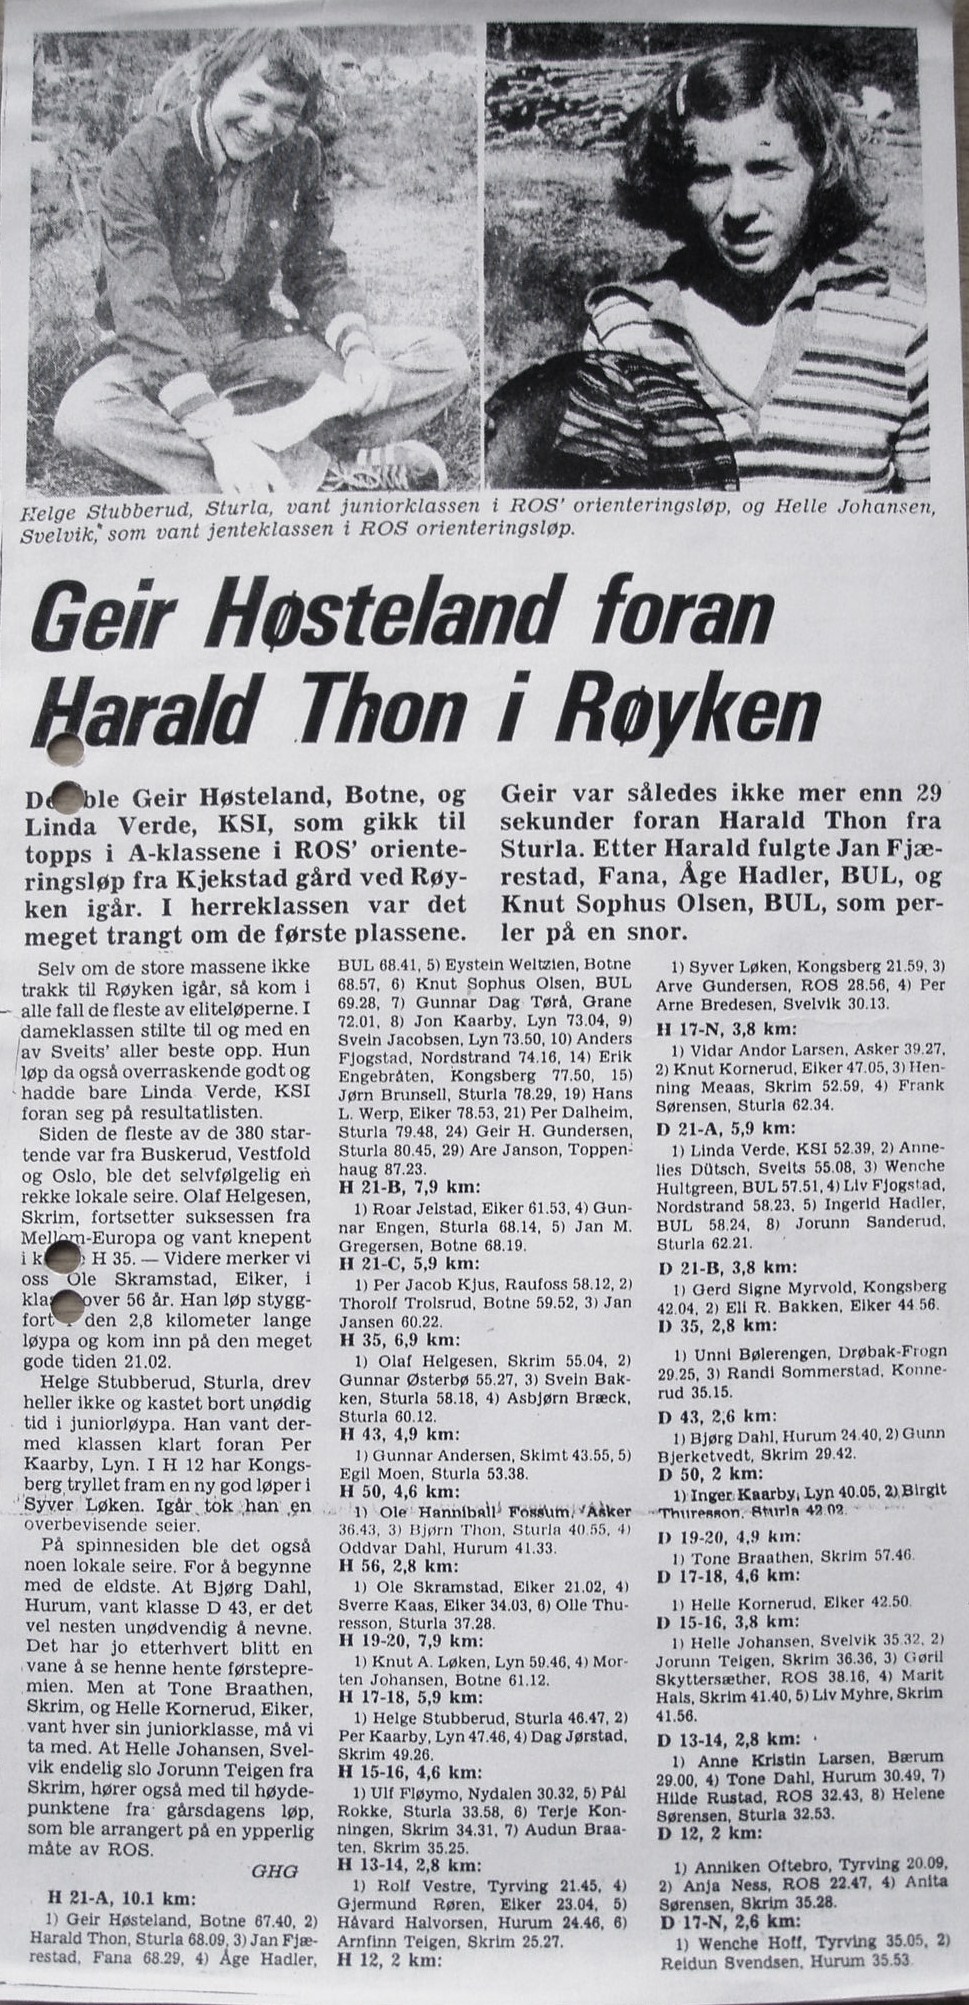 Helge Stubberud, Sturla, vant juniorklassen i ROS' orienteringsløp, og Helle Johansen,
Svelvik, som vant jenteklassen i ROS orienteringsløp.
Geir Høsteland foran
Harald Thon i Røyken
De ble Geir Høsteland, Botne, og
Linda Verde, KSI, som gikk til
topps i A-klassene i ROS' oriente-
ringsløp fra Kjekstad gård ved Røy-
ken igår. I herreklassen var det
meget trangt om de første plassene.
Geir var således ikke mer enn 29
sekunder foran Harald Thon fra
Sturla. Etter Harald fulgte Jan Fjæ-
restad, Fana, Åge Hadler, BUL, og
Knut Sophus Olsen, BUL, som per-
ler på en snor.
Selv om de store massene ikke
trakk til Røyken igår, så kom i
alle fall de fleste av eliteløperne. I
dameklassen stilte til og med en
av Sveits' aller beste opp. Hun
løp da også overraskende godt og
hadde bare Linda Verde, KSI
foran seg på resultatlisten.
Siden de fleste av de 380 star-
tende var fra Buskerud, Vestfold
og Oslo, ble det selvfølgelig en
rekke lokale seire. Olaf Helgesen,
Skrim, fortsetter suksessen fra
Mellom-Europa og vant knepent
i H 35. — Videre merker vi
oss Ole Skramstad, Eiker, i
over 56 år. Han løp stygg-
fort den 2,8 kilometer lange
løypa og kom inn på den meget
gode tiden 21.02.
Helge Stubberud, Sturla, drev
heller ikke og kastet bort unødig
tid i juniorløypa. Han vant der-
med klassen klart foran Per
Kaarby, Lyn. I H 12 har Kongs-
berg tryllet fram en ny god løper i
Syver Løken. Igår tok han en
overbevisende seier.
På spinnesiden ble det også
noen lokale seire. For å begynne
med de eldste. At Bjørg Dahl,
Hurum, vant klasse D 43, er det
vel nesten unødvendig å nevne.
Det har jo etterhvert blitt en
vane å se henne hente førstepre-
mien. Men at Tone Braathen,
Skrim, og Helle Kornerud, Eiker,
vant hver sin juniorklasse, må vi
ta med. At Helle Johansen, Svel-
vik endelig slo Jorunn Teigen fra
Skrim, hører også med til høyde-
punktene fra gårsdagens løp,
som ble arrangert på en ypperlig
måte av ROS.
GHG
H 21-A, 10.1 km:
1) Geir Høsteland, Botne 67.40, 2)
Harald Thon, Sturla 68.09, 3) Jan Fjæ-
restad, Fana 68.29, 4) Åge Hadler,
BUL 68.41, 5) Eystein Weltzien, Botne
68.57, 6) Knut Sophus Olsen, BUL
69.28, 7) Gunnar Dag Tørå, Grane
72.01, 8) Jon Kaarby, Lyn 73.04, 9)
Svein Jacobsen, Lyn 73.50, 10) Anders
Fjogstad, Nordstrand 74.16, 14) Erik
Engebråten, Kongsberg 77.50, 15)
Jørn Brunsell, Sturla 78.29, 19) Hans
L. Werp, Eiker 78.53, 21) Per Dalheim,
Sturla 79.48, 24) Geir H. Gundersen,
Sturla 80.45, 29) Are Janson, Toppen-
haug 87.23.
H 21-B, 7,9 km:
1) Roar Jelstad, Eiker 61.53, 4) Gun-
nar Engen, Sturla 68.14, 5) Jan M.
Gregersen, Botne 68.19.
H 21-C, 5,9 km:
1) Per Jacob Kjus, Raufoss 58.12, 2)
Thorolf Trolsrud, Botne 59.52, 3) Jan
Jansen 60.22.
H 35, 6,9 km:
1) Olaf Helgesen, Skrim 55.04, 2)
Gunnar Østerbø 55.27, 3) Svein Bak-
ken, Sturla 58.18, 4) Asbjørn Bræck,
Sturla 60.12.
H 43, 4,9 km:
1) Gunnar Andersen, Skimt 43.55, 5)
Egil Moen, Sturla 53.38.
H 50, 4,6 km:
1) Ole Hannibal Fossum, Asker
36.43, 3) Bjørn Thon, Sturla 40.55, 4)
Oddvar Dahl, Hurum 41.33.
H 56, 2,8 km:
1) Ole Skramstad, Eiker 21.02, 4)
Sverre Kaas, Eiker 34.03, 6) Olle Thu-
resson, Sturla 37.28.
H 19-20, 7,9 km:
1) Knut A. Løken, Lyn 59.46, 4) Mor-
ten Johansen, Botne 61.12.
H 17-18, 5,9 km:
1) Helge Stubberud, Sturla 46.47, 2)
Per Kaarby, Lyn 47.46, 4) Dag Jørstad,
Skrim 49.26.
H 15-16, 4,6 km:
1) Ulf Fløymo, Nydalen 30.32, 5) Pål
Rokke, Sturla 33.58, 6) Terje Kon-
ningen, Skrim 34.31, 7) Audun Braa-
ten, Skrim 35.25.
H 13-14, 2,8 km:
1) Rolf Vestre, Tyrving 21.45, 4)
Gjermund Røren, Eiker 23.04, 5)
Håvard Halvorsen, Hurum 24.46, 6)
Arnfinn Teigen, Skrim 25.27.
H 12, 2 km:
1) Syver Løken, Kongsberg 21.59, 3)
Arve Gundersen, ROS 28.56, 4) Per
Arne Bredesen, Svelvik 30.13.
H 17-N, 3,8 km:
1) Vidar Andor Larsen, Asker 39.27,
2) Knut Kornerud, Eiker 47.05, 3) Hen-
ning Meaas, Skrim 52.59, 4) Frank
Sørensen, Sturla 62.34.
D 21-A, 5,9 km:
1) Linda Verde, KSI 52.39, 2) Anne-
lies Dütsch, Sveits 55.08, 3) Wenche
Hultgreen, BUL 57.51, 4) Liv Fjogstad,
Nordstrand 58.23, 5) Ingerid Hadler,
BUL 58.24, 8) Jorunn Sanderud,
Sturla 62.21.
D 21-B, 3,8 km:
1) Gerd Signe Myrvold, Kongsberg
42.04, 2) Eli R. Bakken, Eiker 44.56.
D 35, 2,8 km:
1) Unni Bølerengen, Drøbak-Frogn
29.25, 3) Randi Sommerstad, Konne-
rud 35.15.
D 43, 2,6 km:
1) Bjørg Dahl, Hurum 24.40, 2) Gunn
Bjerketvedt, Skrim 29.42.
D 50, 2 km:
1) Inger Kaarby, Lyn 40.05, 2) Birgit
Thuresson, Sturla 42.02.
D 19-20, 4,9 km:
1) Tone Braathen, Skrim 57.46.
D 17-18, 4,6 km:
1) Helle Kornerud, Eiker 42.50.
D 15-16, 3,8 km:
1) Helle Johansen, Svelvik 35.32, 2)
Jorunn Teigen, Skrim 36.36, 3) Gøril
Skyttersæther, ROS 38.16, 4) Marit
Hals, Skrim 41.40, 5) Liv Myhre, Skrim
41.56.
D 13-14, 2,8 km:
1) Anne Kristin Larsen, Bærum
29.00, 4) Tone Dahl, Hurum 30.49, 7)
Hilde Rustad, ROS 32.43, 8) Helene
Sørensen, Sturla 32.53.
D 12, 2 km:
1) Anniken Oftebro, Tyrving 20.09,
2) Anja Ness, ROS 22.47, 4) Anita
Sørensen, Skrim 35.28.
D 17-N, 2,6 km:
1) Wenche Hoff, Tyrving 35.05, 2)
Reidun Svendsen, Hurum 35.53.